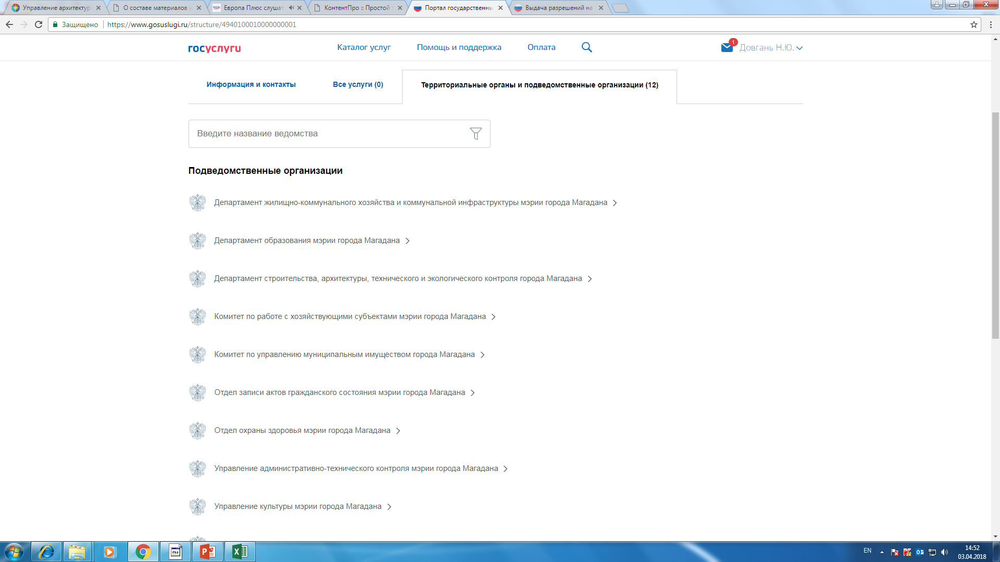 Управление архитектур
О составе материалов и
Европа Плюс слушат
КонтентПро :: Простой
Портал государственны
Выдача разрешений на
Защищено https://www.gosuslugi.ru/structure/4940100010000000001
госуслуги
Каталог услуг
Помощь и поддержка
Оплата
1
Довгань Н.Ю.
Информация и контакты
Все услуги (0)
Территориальные органы и подведомственные организации (12)
Введите название ведомства
Подведомственные организации
Департамент жилищно-коммунального хозяйства и коммунальной инфраструктуры мэрии города Магадана
Департамент образования мэрии города Магадана
Департамент строительства, архитектуры, технического и экологического контроля города Магадана
Комитет по работе с хозяйствующими субъектами мэрии города Магадана
Комитет по управлению муниципальным имуществом города Магадана
Отдел записи актов гражданского состояния мэрии города Магадана
Отдел охраны здоровья мэрии города Магадана
Управление административно-технического контроля мэрии города Магадана
Управление культуры мэрии города Магадана
EN
14:52
03.04.2018